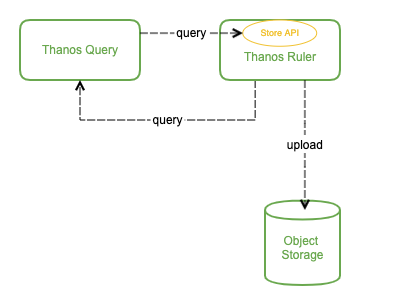 Thanos Query
query
Store API
Thanos Ruler
query
upload
Object
Storage